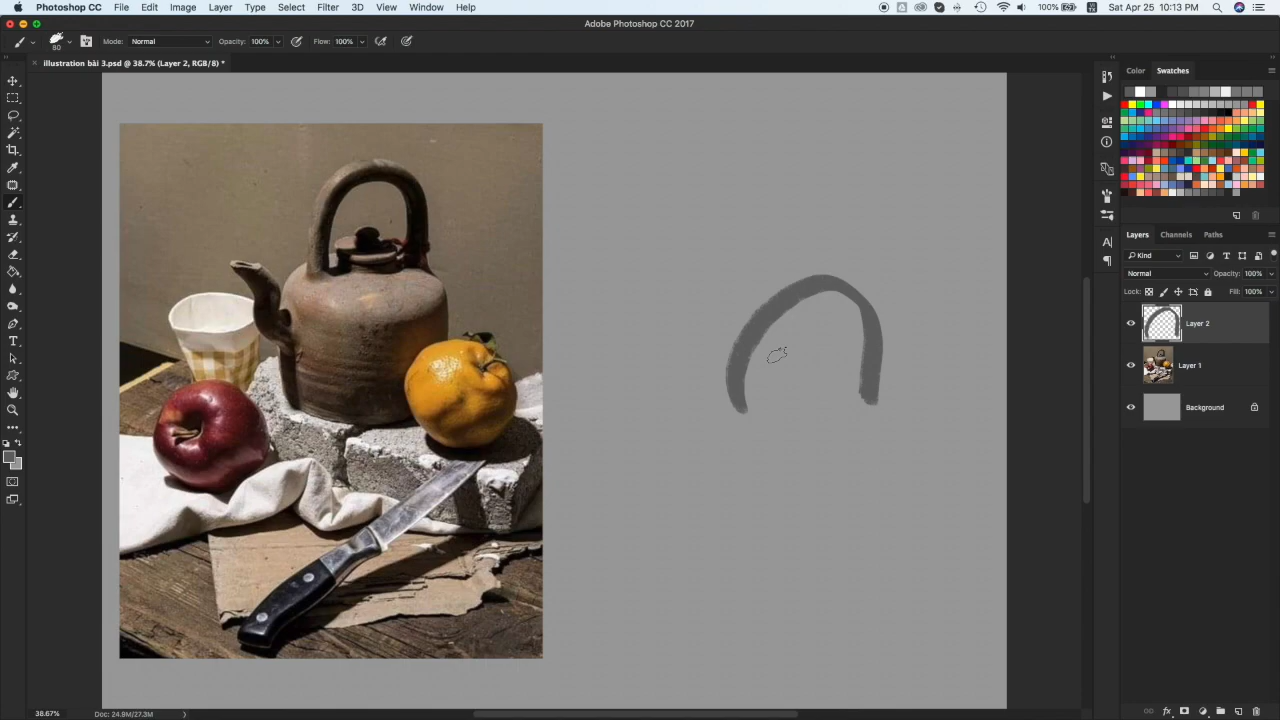 Photoshop CC File Edit Image Layer Type Select Filter 3D View Window Help 100% Sat Apr 25 10:13 PM
Adobe Photoshop CC 2017
80 Mode: Normal Opacity: 100% Flow: 100%
illustration bài 3.psd @ 38.7% (Layer 2, RGB/8) *
Color Swatches
Layers Channels Paths
Kind
Normal Opacity: 100%
Lock: Fill: 100%
Layer 2
Layer 1
Background
38.67% Doc: 24.9M/27.3M